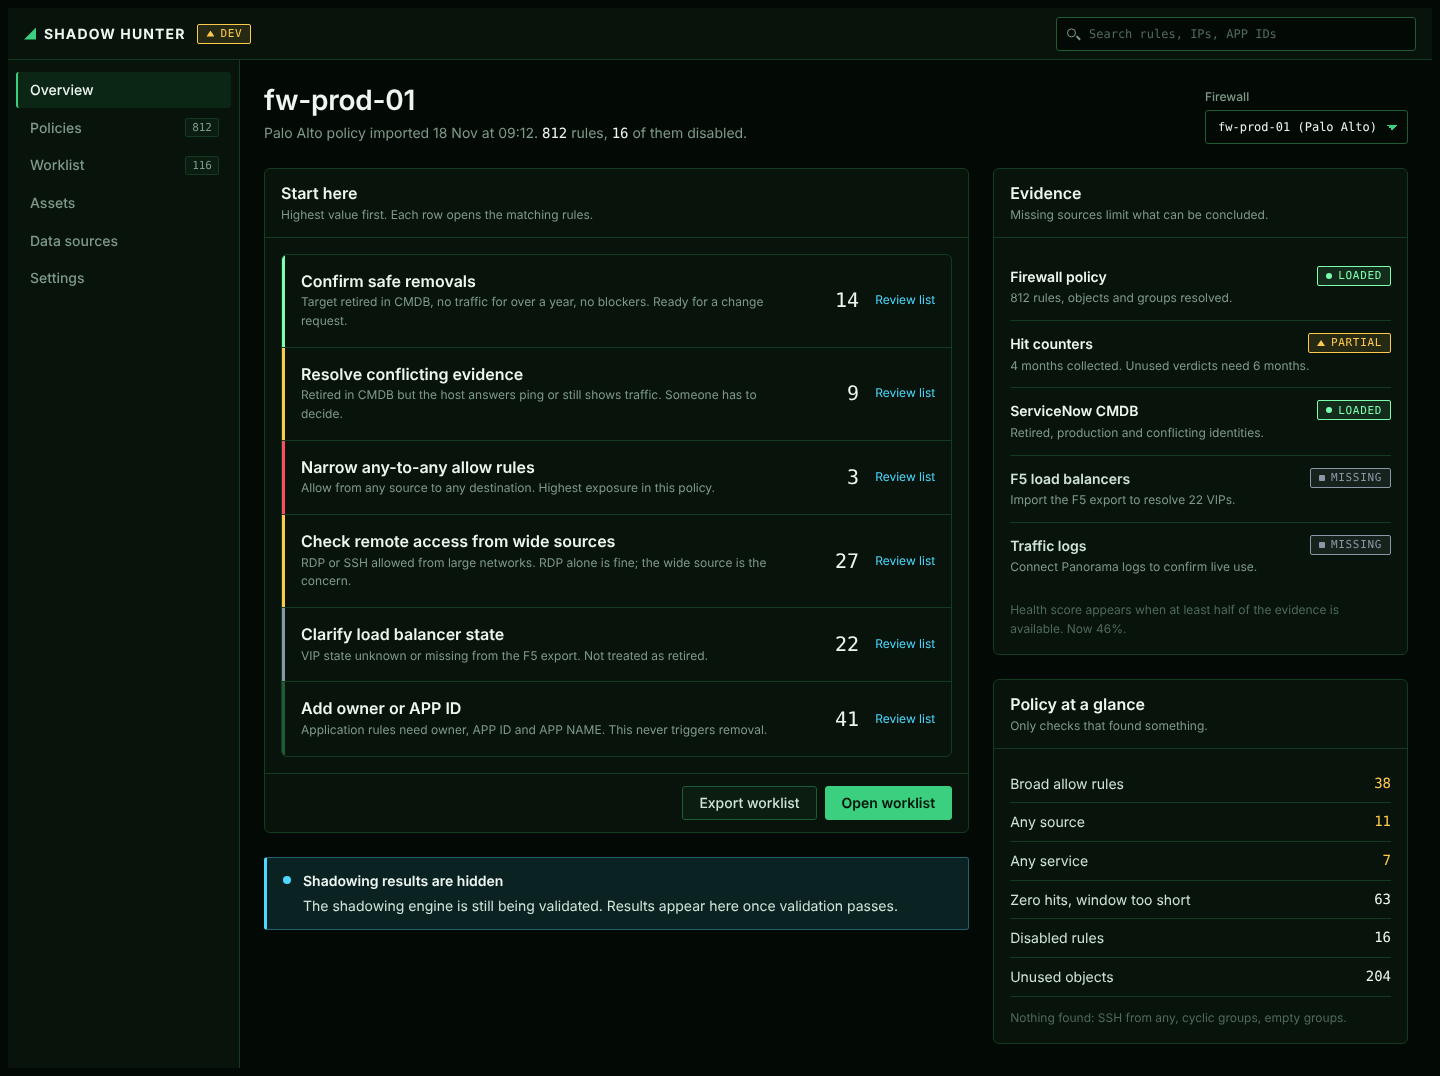 SHADOW HUNTER
DEV
Search rules, IPs, APP IDs
Overview
Policies 812
Worklist 116
Assets
Data sources
Settings
fw-prod-01
Palo Alto policy imported 18 Nov at 09:12. 812 rules, 16 of them disabled.
Firewall
fw-prod-01 (Palo Alto)
Start here
Highest value first. Each row opens the matching rules.
Confirm safe removals
Target retired in CMDB, no traffic for over a year, no blockers. Ready for a change
request.
14 Review list
Resolve conflicting evidence
Retired in CMDB but the host answers ping or still shows traffic. Someone has to
decide.
9 Review list
Narrow any-to-any allow rules
Allow from any source to any destination. Highest exposure in this policy.
3 Review list
Check remote access from wide sources
RDP or SSH allowed from large networks. RDP alone is fine; the wide source is the
concern.
27 Review list
Clarify load balancer state
VIP state unknown or missing from the F5 export. Not treated as retired.
22 Review list
Add owner or APP ID
Application rules need owner, APP ID and APP NAME. This never triggers removal.
41 Review list
Export worklist
Open worklist
Shadowing results are hidden
The shadowing engine is still being validated. Results appear here once validation passes.
Evidence
Missing sources limit what can be concluded.
Firewall policy
LOADED
812 rules, objects and groups resolved.
Hit counters
PARTIAL
4 months collected. Unused verdicts need 6 months.
ServiceNow CMDB
LOADED
Retired, production and conflicting identities.
F5 load balancers
MISSING
Import the F5 export to resolve 22 VIPs.
Traffic logs
MISSING
Connect Panorama logs to confirm live use.
Health score appears when at least half of the evidence is
available. Now 46%.
Policy at a glance
Only checks that found something.
Broad allow rules 38
Any source 11
Any service 7
Zero hits, window too short 63
Disabled rules 16
Unused objects 204
Nothing found: SSH from any, cyclic groups, empty groups.